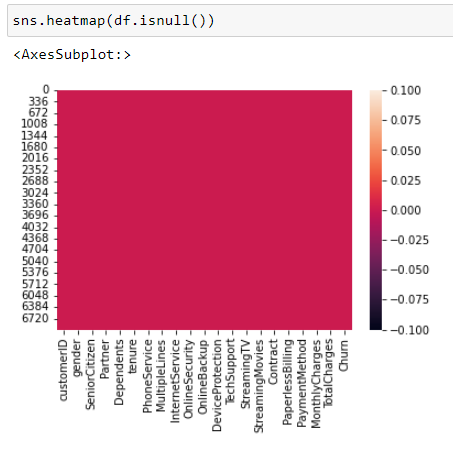 sns.heatmap(df.isnull())
<AxesSubplot:>
0
336
672
1008
1344
1680
2016
2352
2688
3024
3360
3696
4032
4368
4704
5040
5376
5712
6048
6384
6720
0.100
0.075
0.050
0.025
0.000
−0.025
−0.050
−0.075
−0.100
customerID
gender
SeniorCitizen
Partner
Dependents
tenure
PhoneService
MultipleLines
InternetService
OnlineSecurity
OnlineBackup
DeviceProtection
TechSupport
StreamingTV
StreamingMovies
Contract
PaperlessBilling
PaymentMethod
MonthlyCharges
TotalCharges
Churn